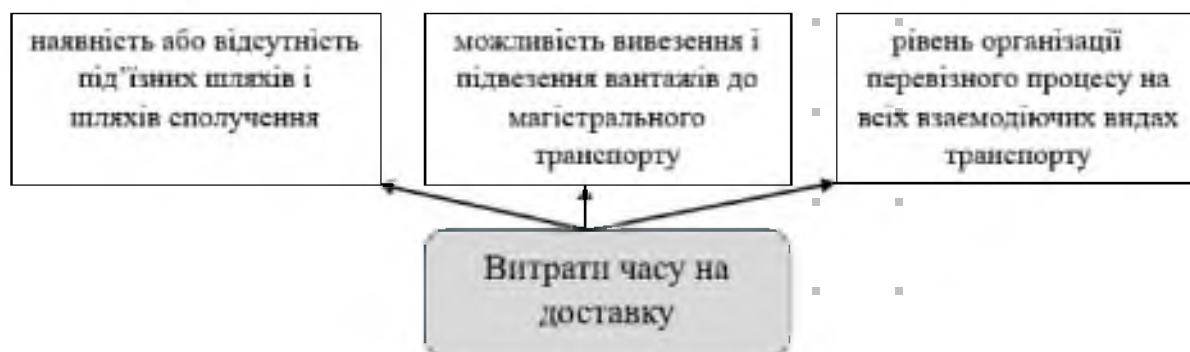 наявність або відсутність
під"їзних шляхів і
шляхів сполучення
можливість вивезення і
підвезення вантажів до
магістрального
транспорту
рівень організації
перевізного процесу на
всіх взаємодіючих видах
транспорту
Витрати часу на
доставку